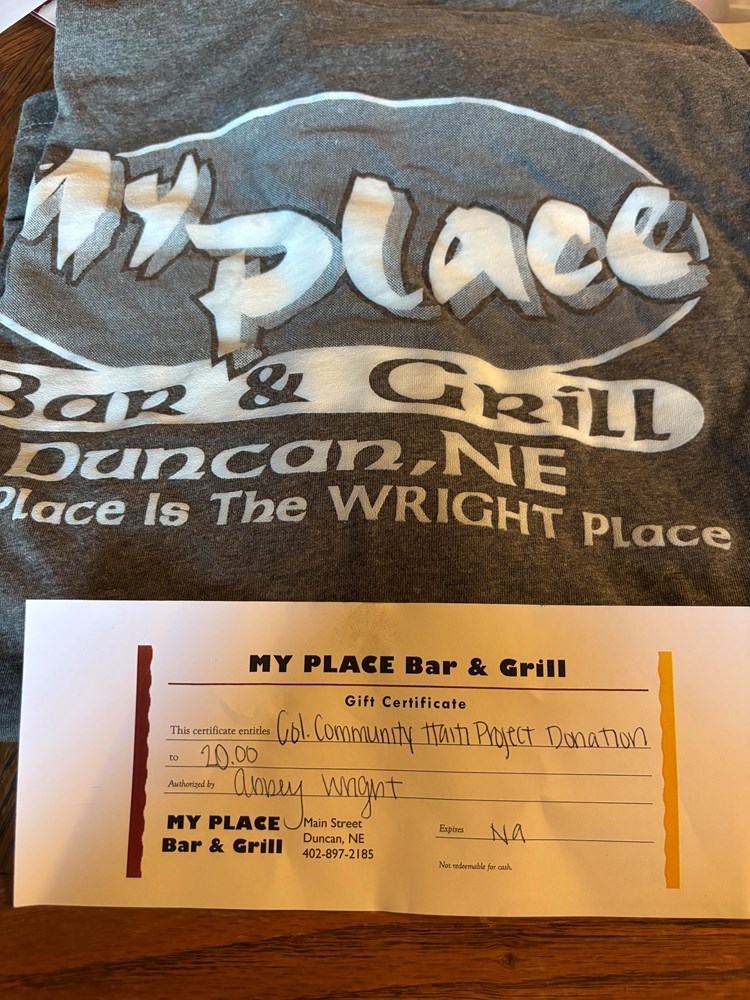 My Place
Bar & Grill
Duncan, NE
Place Is The WRIGHT Place
MY PLACE Bar & Grill
Gift Certificate
This certificate entitles Col. Community Haiti Project Donation
to 20.00
Authorized by Abbey Wright
MY PLACE Main Street
Bar & Grill Duncan, NE
402-897-2185
Expires NA
Not redeemable for cash.